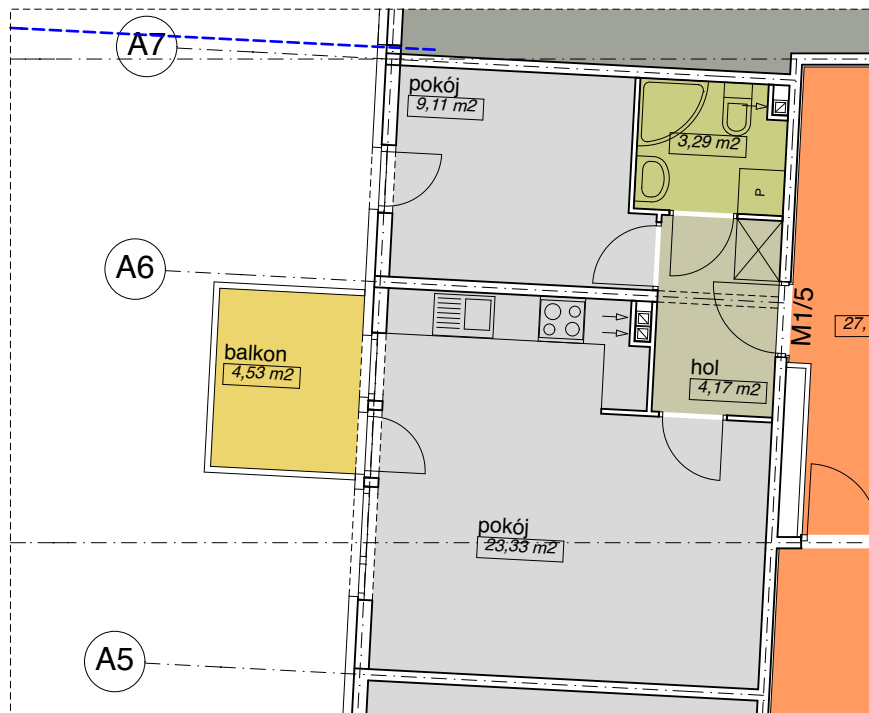 A7
pokój
9,11 m2
3,29 m2
P
A6
M1/5
27,
balkon
4,53 m2
hol
4,17 m2
pokój
23,33 m2
A5